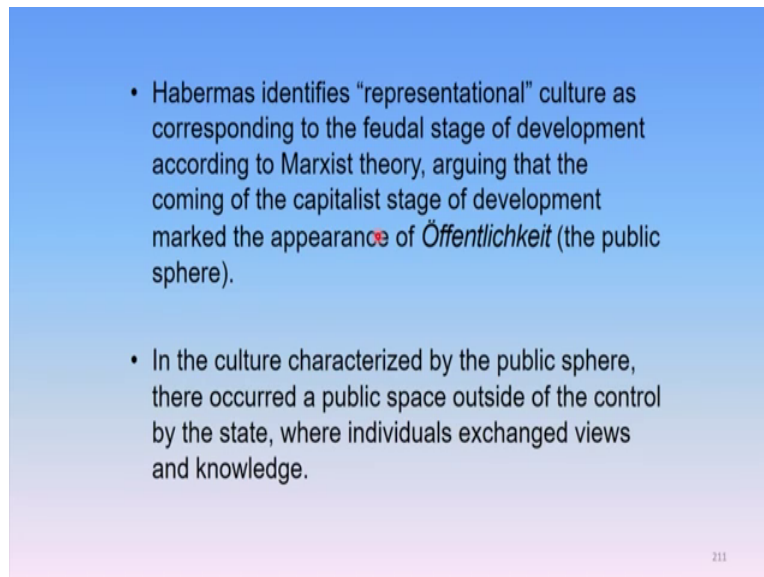 • Habermas identifies “representational” culture as
corresponding to the feudal stage of development
according to Marxist theory, arguing that the
coming of the capitalist stage of development
marked the appearance of Öffentlichkeit (the public
sphere).
• In the culture characterized by the public sphere,
there occurred a public space outside of the control
by the state, where individuals exchanged views
and knowledge.
211